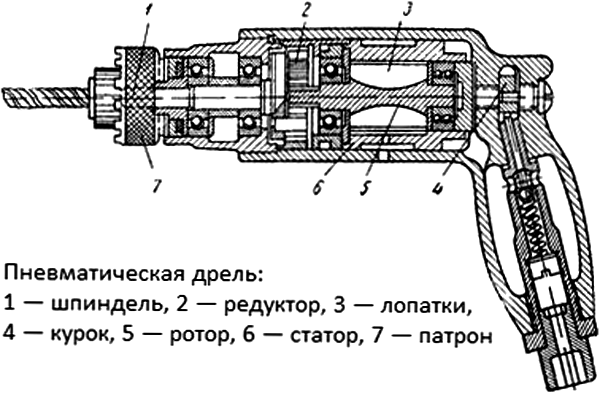 1 2 3
7 6 5 4
Пневматическая дрель:
1 — шпиндель, 2 — редуктор, 3 — лопатки,
4 — курок, 5 — ротор, 6 — статор, 7 — патрон